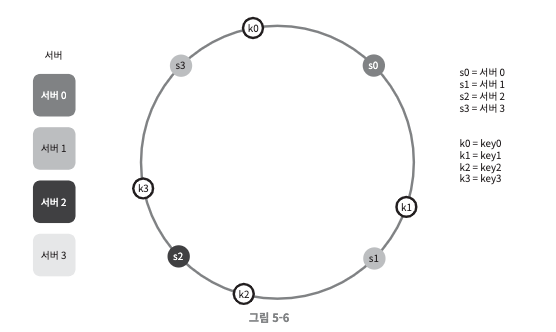 서버
서버 0
서버 1
서버 2
서버 3
k0
s3
s0
k3
k1
s2
s1
k2
s0 = 서버 0
s1 = 서버 1
s2 = 서버 2
s3 = 서버 3
k0 = key0
k1 = key1
k2 = key2
k3 = key3
그림 5-6